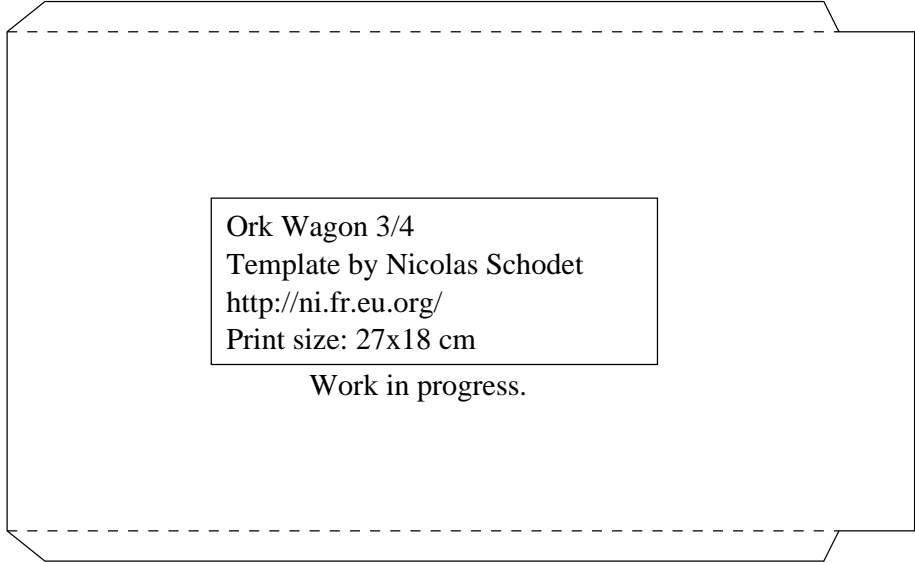 Ork Wagon 3/4
Template by Nicolas Schodet
http://ni.fr.eu.org/
Print size: 27x18 cm
Work in progress.